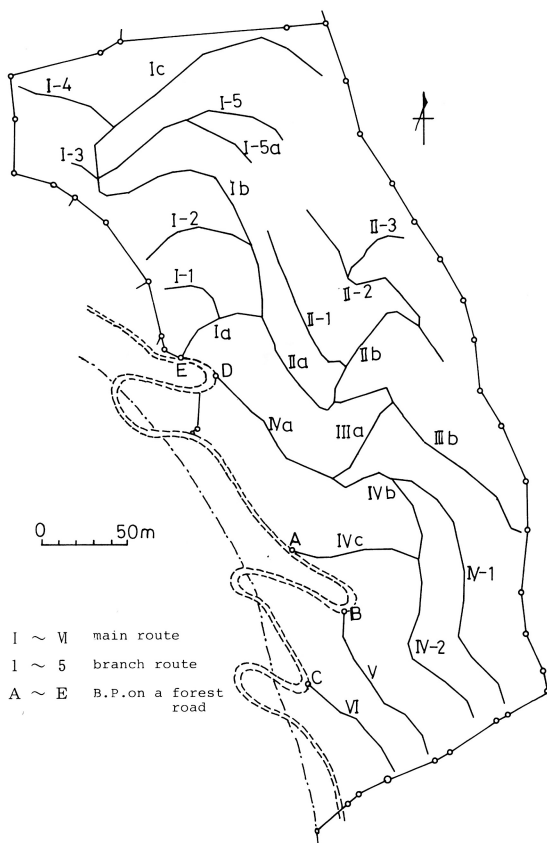 Ic
I-4
I-5
I-5a
I-3
Ib
I-2
II-3
I-1
II-2
II-1
Ia
IIb
IIa
E
D
IVa
IIIa
IIIb
IVb
0 50m
A
IVc
IV-1
B
IV-2
V
C
VI
I ~ VI main route
1 ~ 5 branch route
A ~ E B.P.on a forest
road